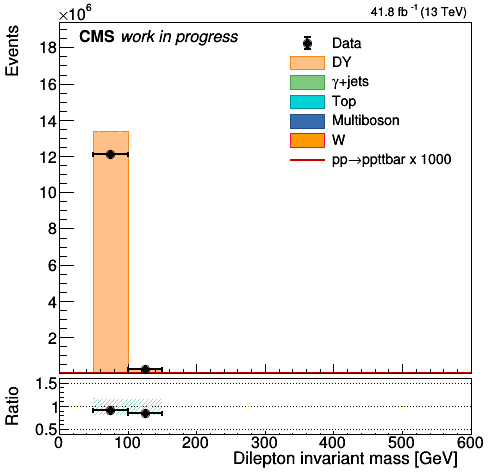 ×10⁶
41.8 fb⁻¹ (13 TeV)
CMS work in progress
Events
18
16
14
12
10
8
6
4
2
Data
DY
γ+jets
Top
Multiboson
W
pp→ppttbar x 1000
Ratio
1.5
1
0.5
0 100 200 300 400 500 600
Dilepton invariant mass [GeV]